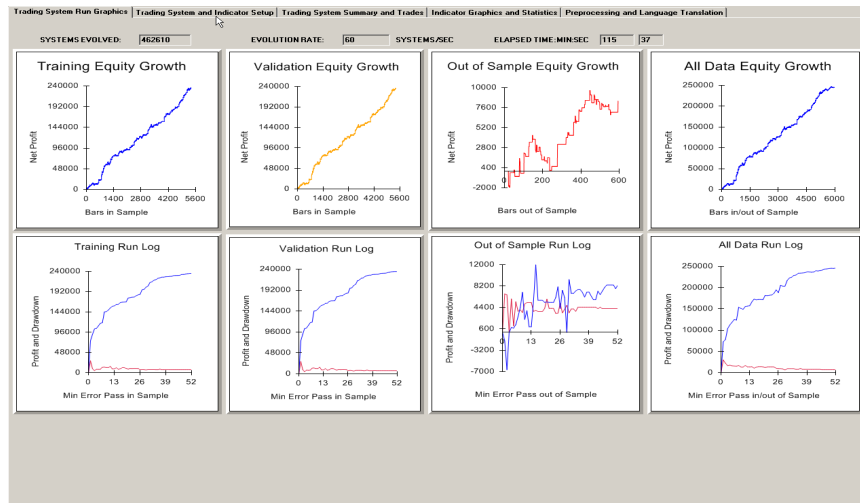 Trading System Run Graphics | Trading System and Indicator Setup | Trading System Summary and Trades | Indicator Graphics and Statistics | Preprocessing and Language Translation |
SYSTEMS EVOLVED: 462610 EVOLUTION RATE: 60 SYSTEMS/SEC ELAPSED TIME:MIN:SEC 115 37
Training Equity Growth
240000
192000
144000
96000
48000
0
Net Profit
0 1400 2800 4200 5600
Bars in Sample
Validation Equity Growth
240000
192000
144000
96000
48000
0
Net Profit
0 1400 2800 4200 5600
Bars in Sample
Out of Sample Equity Growth
10000
7600
5200
2800
400
-2000
Net Profit
0 200 400 600
Bars out of Sample
All Data Equity Growth
250000
200000
150000
100000
50000
0
Net Profit
0 1500 3000 4500 6000
Bars in/out of Sample
Training Run Log
240000
192000
144000
96000
48000
0
Profit and Drawdown
0 13 26 39 52
Min Error Pass in Sample
Validation Run Log
240000
192000
144000
96000
48000
0
Profit and Drawdown
0 13 26 39 52
Min Error Pass in Sample
Out of Sample Run Log
12000
8200
4400
600
-3200
-7000
Profit and Drawdown
0 13 26 39 52
Min Error Pass out of Sample
All Data Run Log
250000
200000
150000
100000
50000
0
Profit and Drawdown
0 13 26 39 52
Min Error Pass in/out of Sample